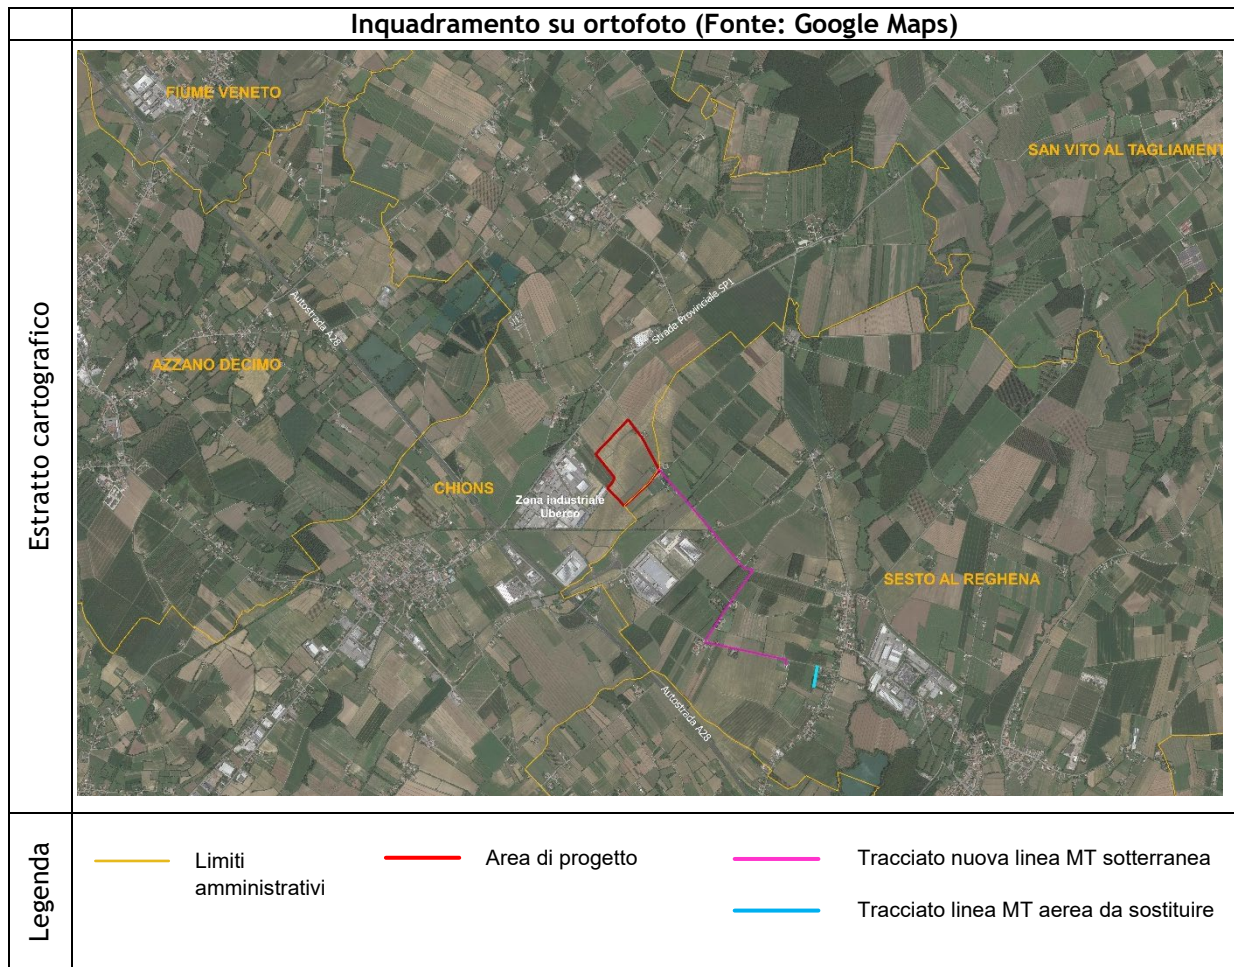 Inquadramento su ortofoto (Fonte: Google Maps)
Estratto cartografico
FIUME VENETO
SAN VITO AL TAGLIAMENT
Autostrada A28
Strada Provinciale SP1
AZZANO DECIMO
CHIONS
Zona industriale
Uberco
SESTO AL REGHENA
Autostrada A28
Legenda
Limiti
amministrativi
Area di progetto
Tracciato nuova linea MT sotterranea
Tracciato linea MT aerea da sostituire